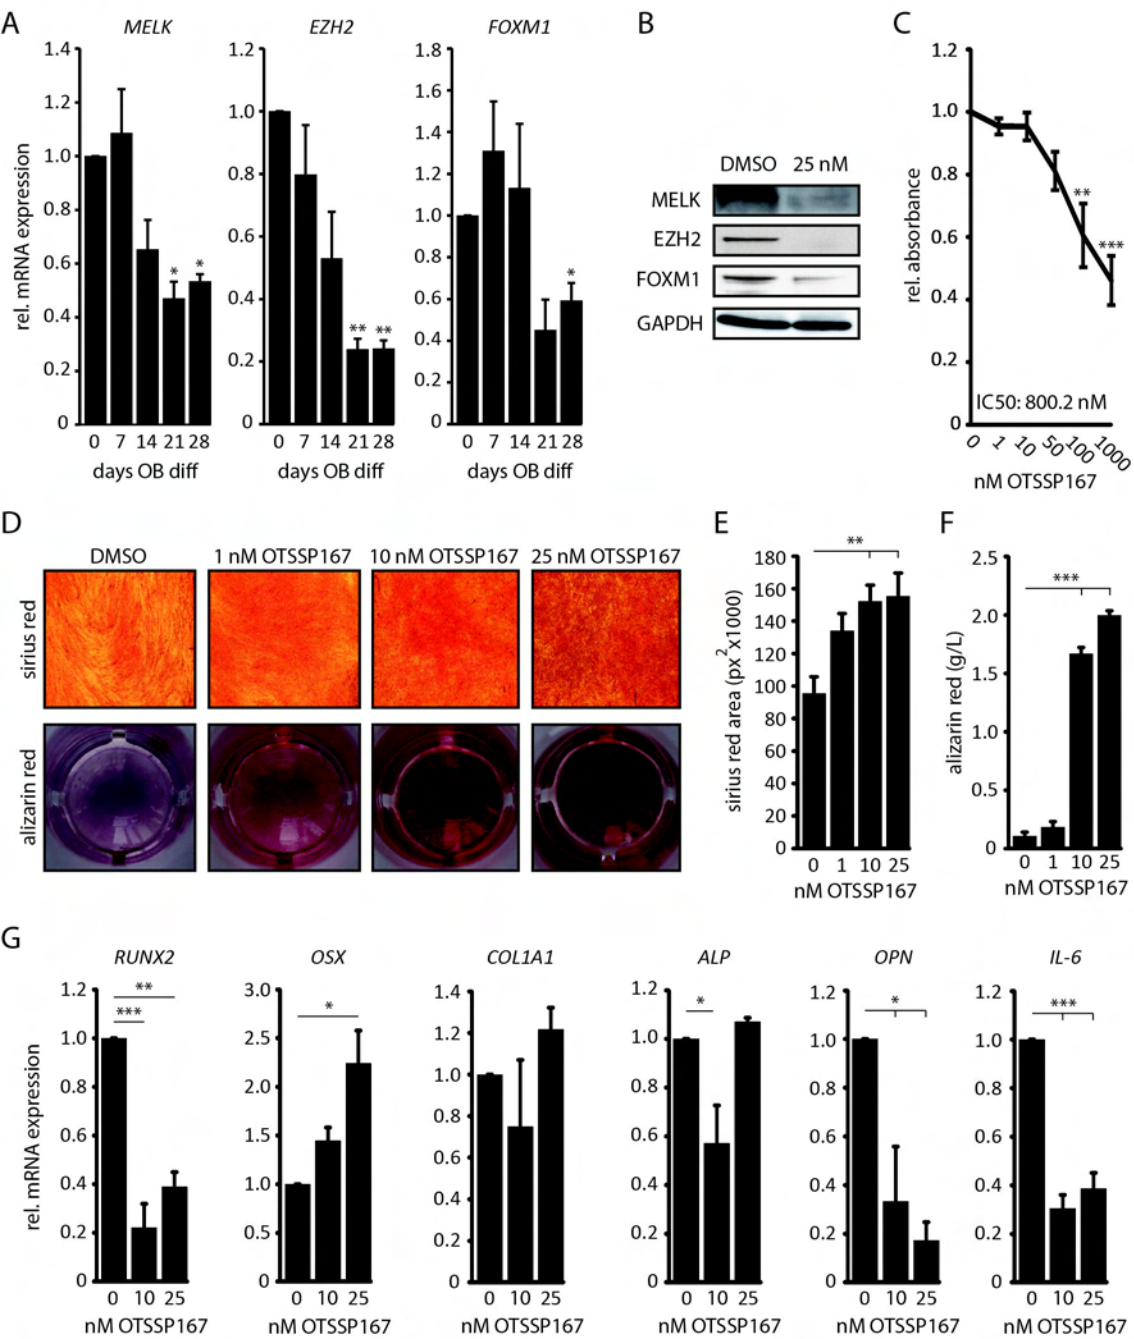 A
MELK
EZH2
FOXM1
rel. mRNA expression
1.4
1.2
1.0
0.8
0.6
0.4
0.2
0
* *
0 7 14 21 28
days OB diff
1.2
1.0
0.8
0.6
0.4
0.2
0
** **
0 7 14 21 28
days OB diff
1.8
1.6
1.4
1.2
1.0
0.8
0.6
0.4
0.2
0
*
0 7 14 21 28
days OB diff
B
DMSO 25 nM
MELK
EZH2
FOXM1
GAPDH
C
rel. absorbance
1.2
1.0
0.8
0.6
0.4
0.2
0
**
***
IC50: 800.2 nM
0 1 10 50 100 1000
nM OTSSP167
D
DMSO
1 nM OTSSP167
10 nM OTSSP167
25 nM OTSSP167
sirius red
alizarin red
E
sirius red area (px²x1000)
180
160
140
120
100
80
60
40
20
0
**
0 1 10 25
nM OTSSP167
F
alizarin red (g/L)
2.5
2.0
1.5
1.0
0.5
0
***
0 1 10 25
nM OTSSP167
G
rel. mRNA expression
RUNX2
1.2
1.0
0.8
0.6
0.4
0.2
0
**
***
0 10 25
nM OTSSP167
OSX
3.0
2.5
2.0
1.5
1.0
0.5
0
*
0 10 25
nM OTSSP167
COL1A1
1.4
1.2
1.0
0.8
0.6
0.4
0.2
0
0 10 25
nM OTSSP167
ALP
1.2
1.0
0.8
0.6
0.4
0.2
0
*
0 10 25
nM OTSSP167
OPN
1.2
1.0
0.8
0.6
0.4
0.2
0
*
0 10 25
nM OTSSP167
IL-6
1.2
1.0
0.8
0.6
0.4
0.2
0
***
0 10 25
nM OTSSP167